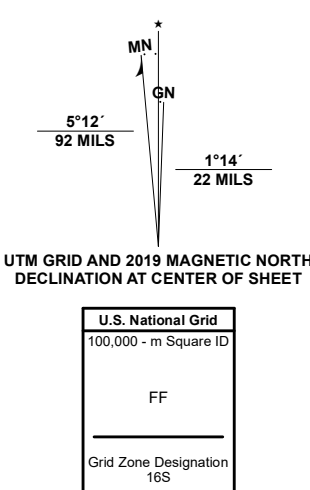 MN
GN
5°12´
92 MILS
1°14´
22 MILS
UTM GRID AND 2019 MAGNETIC NORTH
DECLINATION AT CENTER OF SHEET
U.S. National Grid
100,000 - m Square ID
FF
Grid Zone Designation
16S